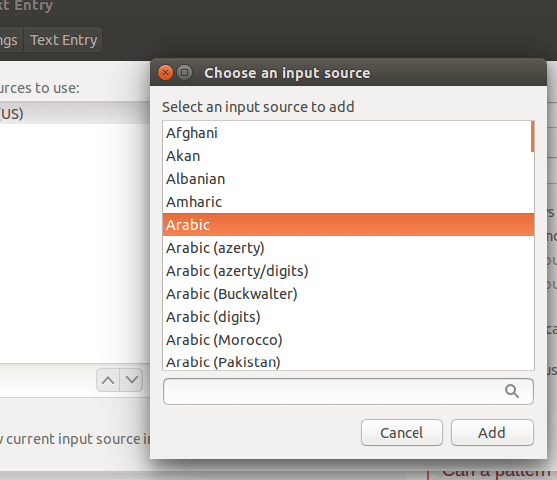 xt Entry
ngs Text Entry
Choose an input source
urces to use:
(US)
Select an input source to add
Afghani
Akan
Albanian
Amharic
Arabic
Arabic (azerty)
Arabic (azerty/digits)
Arabic (Buckwalter)
Arabic (digits)
Arabic (Morocco)
Arabic (Pakistan)
Cancel Add
current input source i
Can a pattern